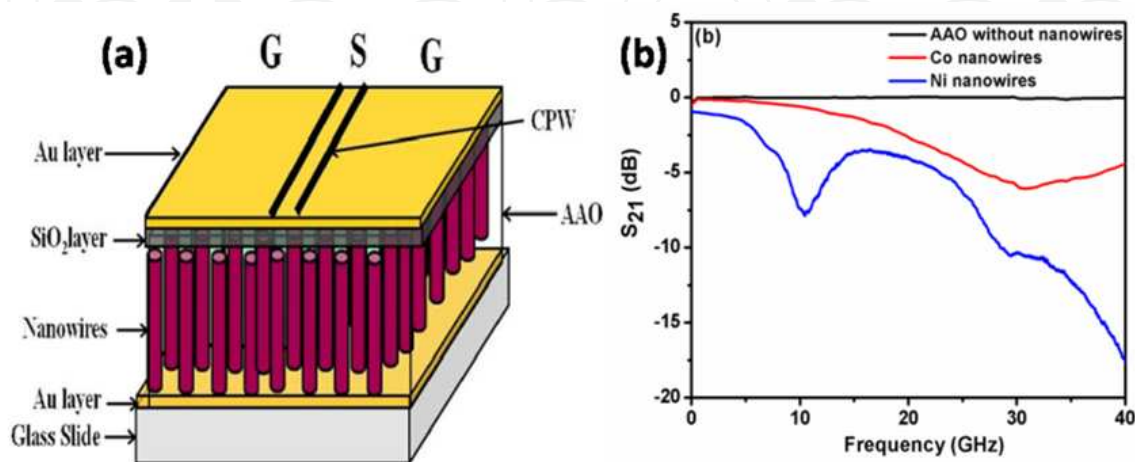 (a)
G S G
CPW
Au layer
AAO
SiO₂layer
Nanowires
Au layer
Glass Slide
(b)
(b)
AAO without nanowires
Co nanowires
Ni nanowires
S₂₁ (dB)
5
0
-5
-10
-15
-20
0 10 20 30 40
Frequency (GHz)